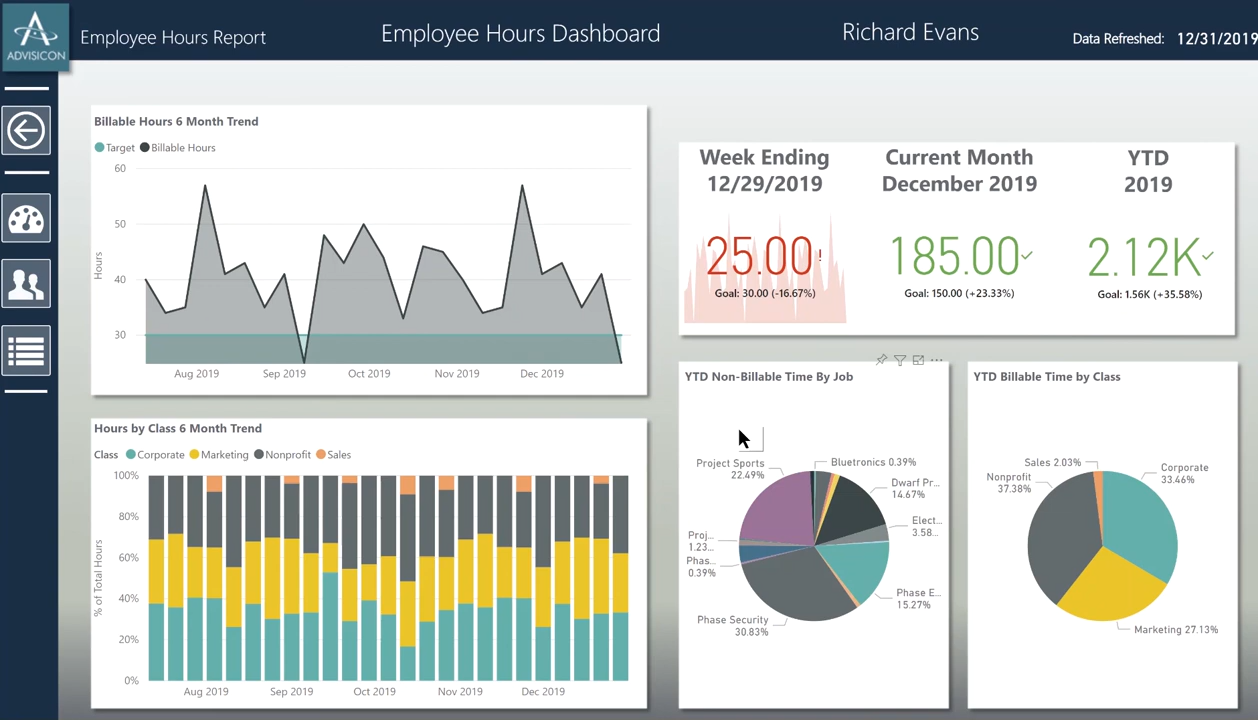 ADVISICON
Employee Hours Report
Employee Hours Dashboard
Richard Evans
Data Refreshed: 12/31/2019
Billable Hours 6 Month Trend
Target Billable Hours
60
50
40
30
Hours
Aug 2019 Sep 2019 Oct 2019 Nov 2019 Dec 2019
Week Ending
12/29/2019
25.00!
Goal: 30.00 (-16.67%)
Current Month
December 2019
185.00
Goal: 150.00 (+23.33%)
YTD
2019
2.12K
Goal: 1.56K (+35.58%)
Hours by Class 6 Month Trend
Class Corporate Marketing Nonprofit Sales
100%
80%
60%
40%
20%
0%
% of Total Hours
Aug 2019 Sep 2019 Oct 2019 Nov 2019 Dec 2019
YTD Non-Billable Time By Job
Project Sports
22.49%
Bluetronics 0.39%
Dwarf Pr...
14.67%
Elect...
3.58...
Proj...
1.23...
Phas...
0.39%
Phase E...
15.27%
Phase Security
30.83%
YTD Billable Time by Class
Sales 2.03%
Corporate
33.46%
Nonprofit
37.38%
Marketing 27.13%